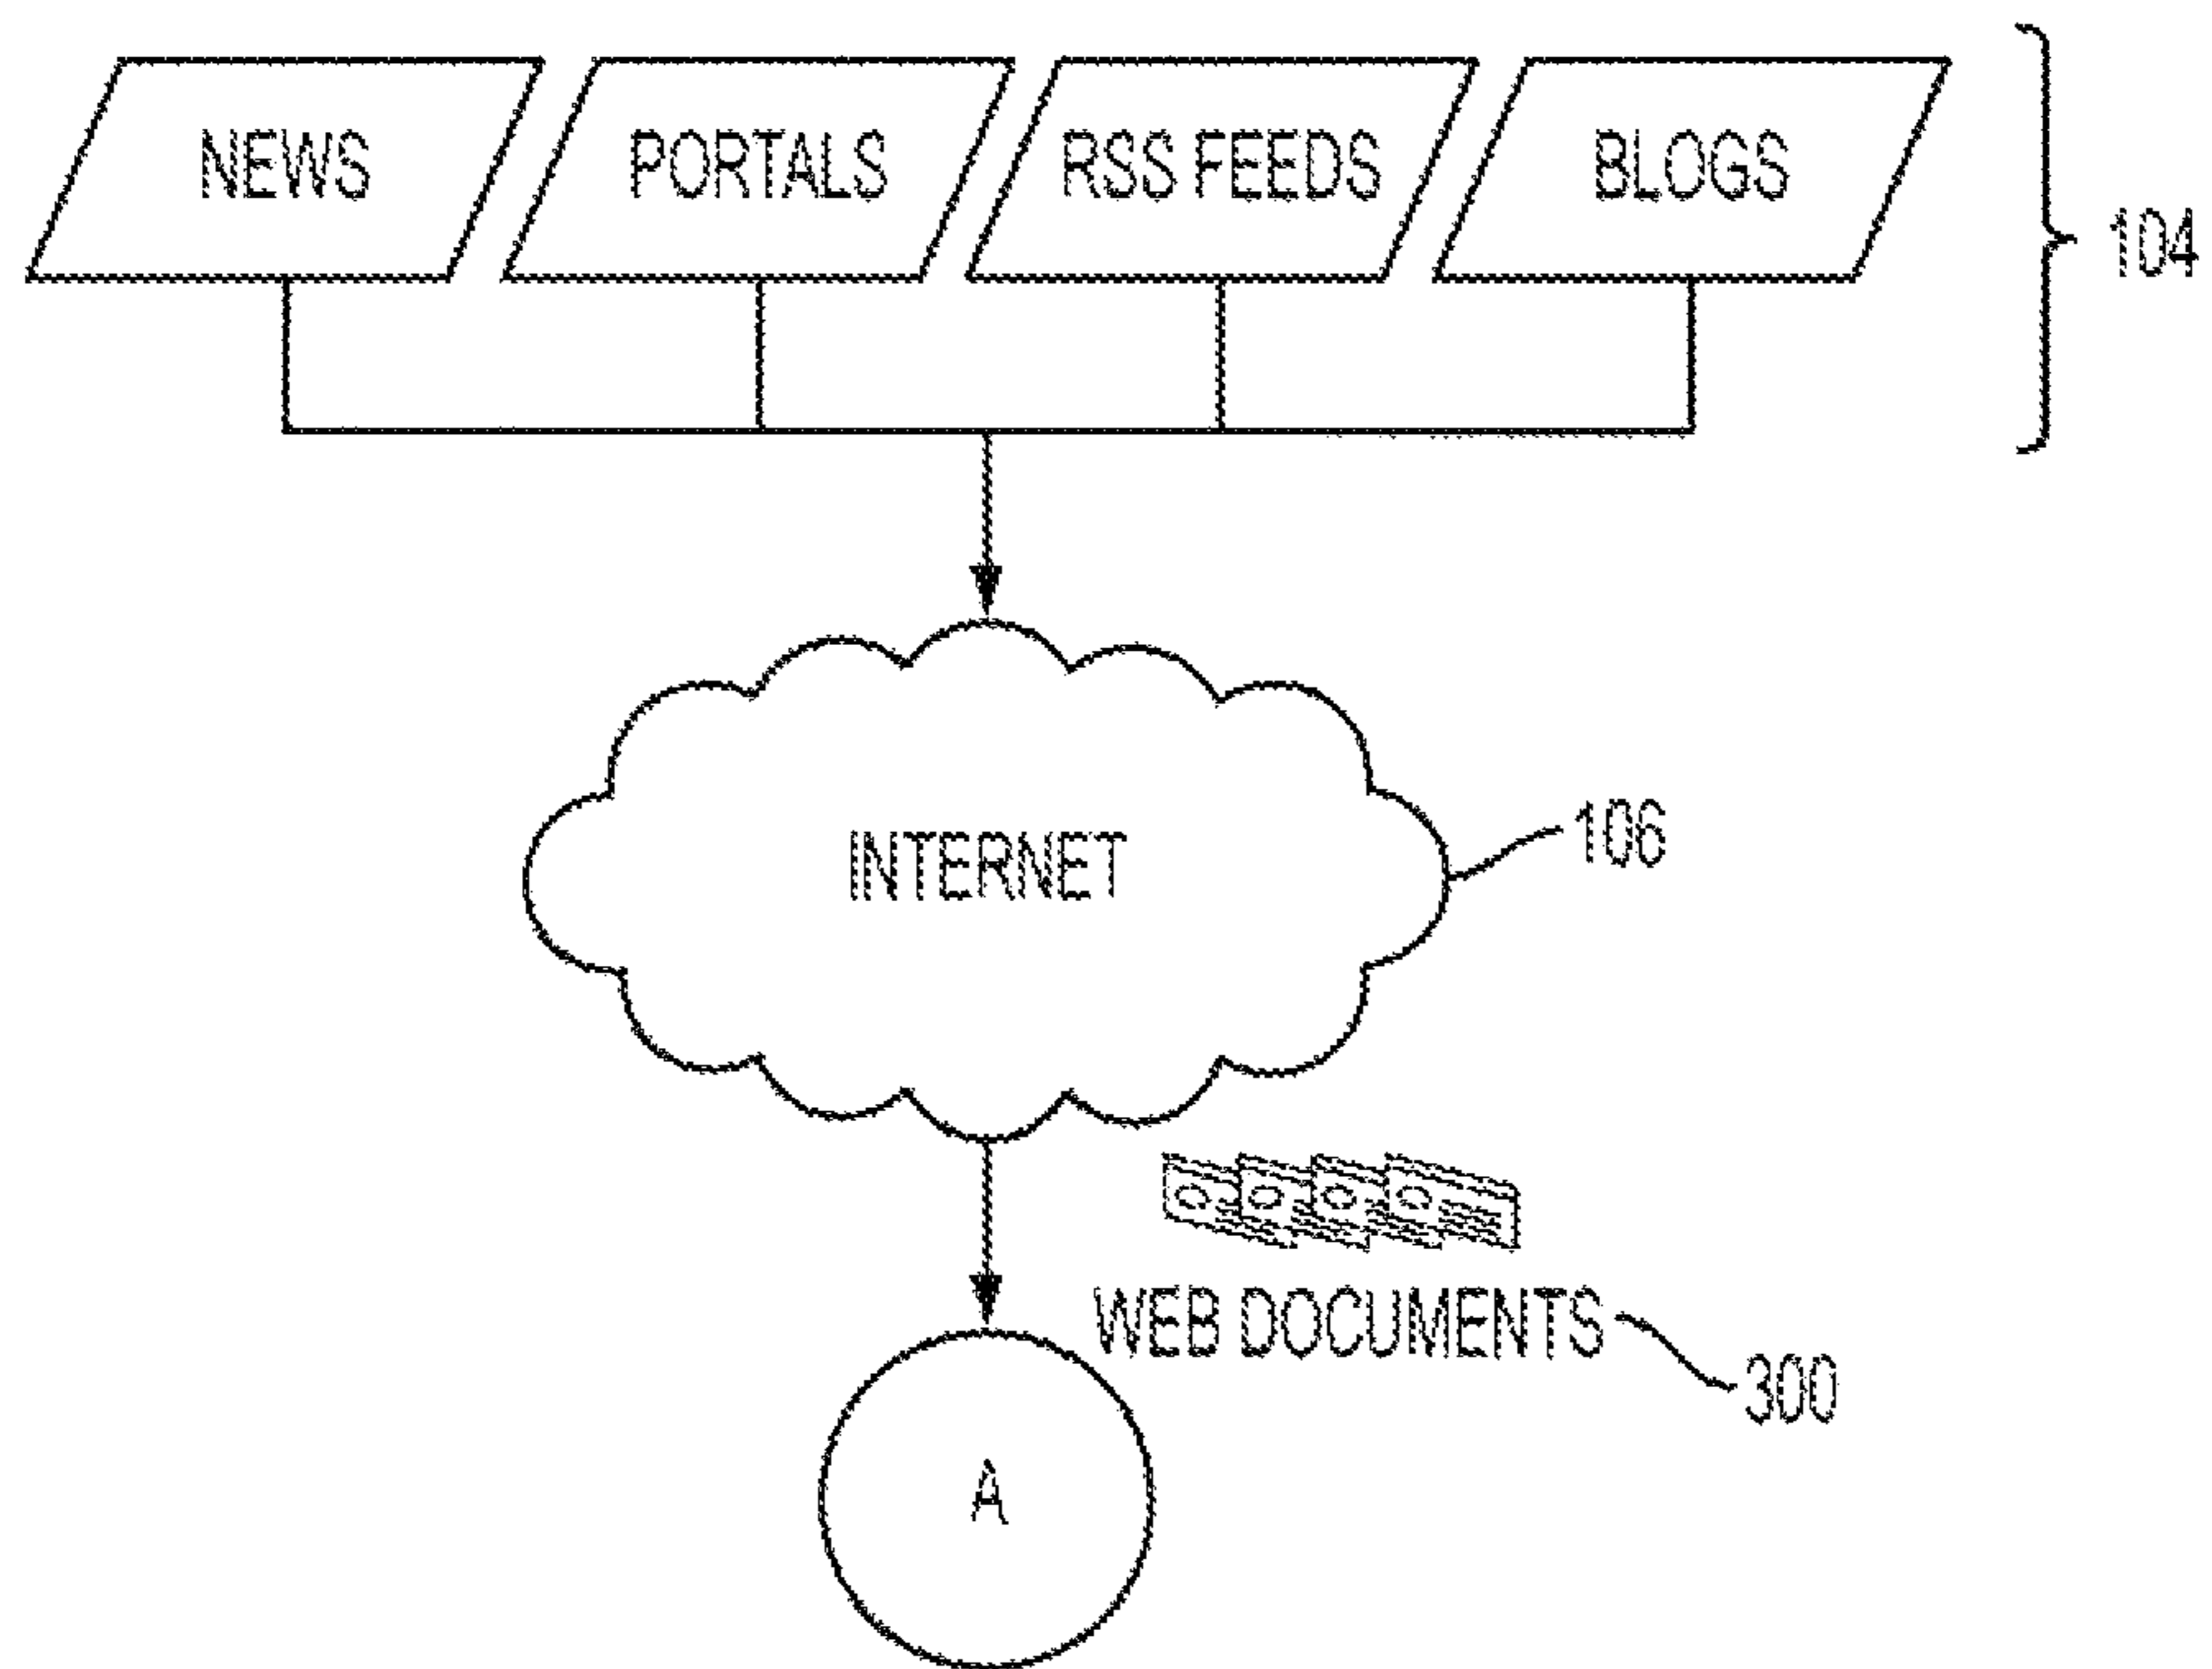 NEWS
PORTALS
RSS FEEDS
BLOGS
104
INTERNET
106
WEB DOCUMENTS
300
A